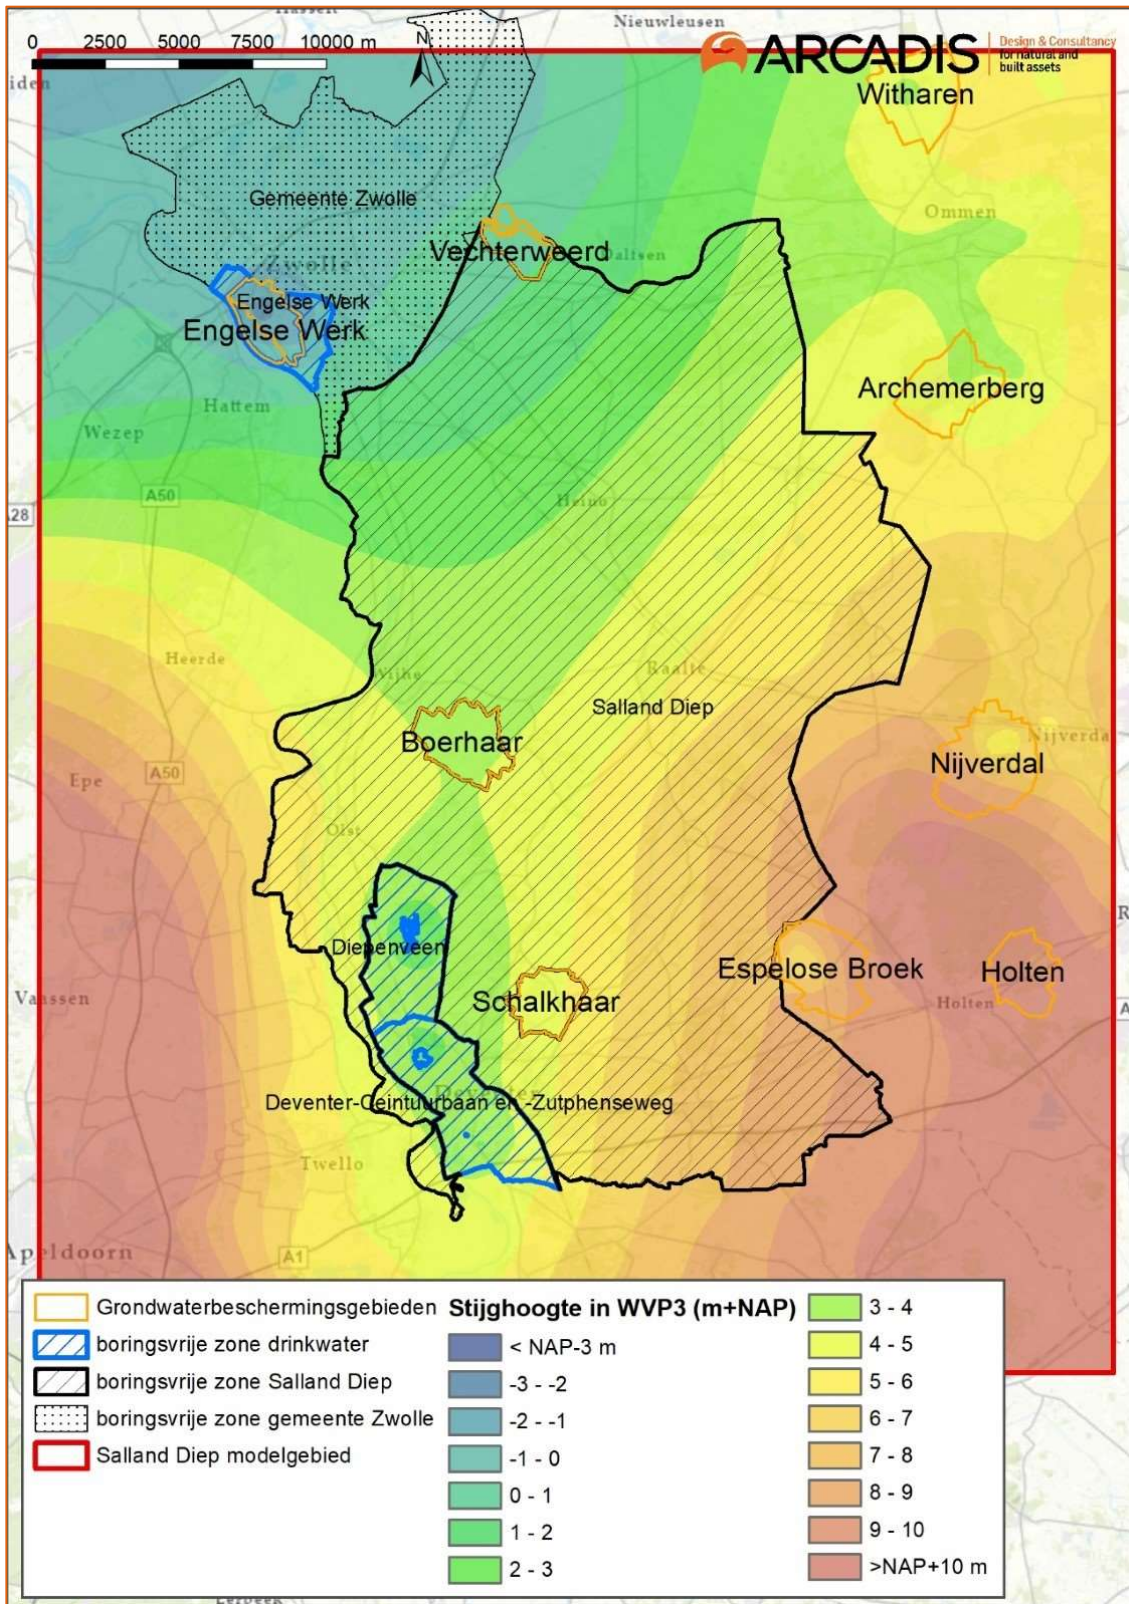 Nieuwleusen
0 2500 5000 7500 10000 m
N
ARCADIS
Design & Consultancy
for natural and
built assets
Witharen
Gemeente Zwolle
Ommen
Vechterweerd
Dalfsen
Zwolle
Engelse Werk
Engelse Werk
Archemerberg
Hattem
Wezep
A50
A28
Heino
Heerde
Wijhe
Raalte
Salland Diep
Boerhaar
Nijverda
Nijverdal
Epe
A50
Olst
Diepenveen
Espelose Broek
Holten
Schalkhaar
Vaassen
Holten
Deventer
Deventer-Ceintuurbaan en -Zutphenseweg
Twello
Apeldoorn
A1
Grondwaterbeschermingsgebieden
boringsvrije zone drinkwater
boringsvrije zone Salland Diep
boringsvrije zone gemeente Zwolle
Salland Diep modelgebied
Stijghoogte in WVP3 (m+NAP)
< NAP-3 m
-3 - -2
-2 - -1
-1 - 0
0 - 1
1 - 2
2 - 3
3 - 4
4 - 5
5 - 6
6 - 7
7 - 8
8 - 9
9 - 10
>NAP+10 m